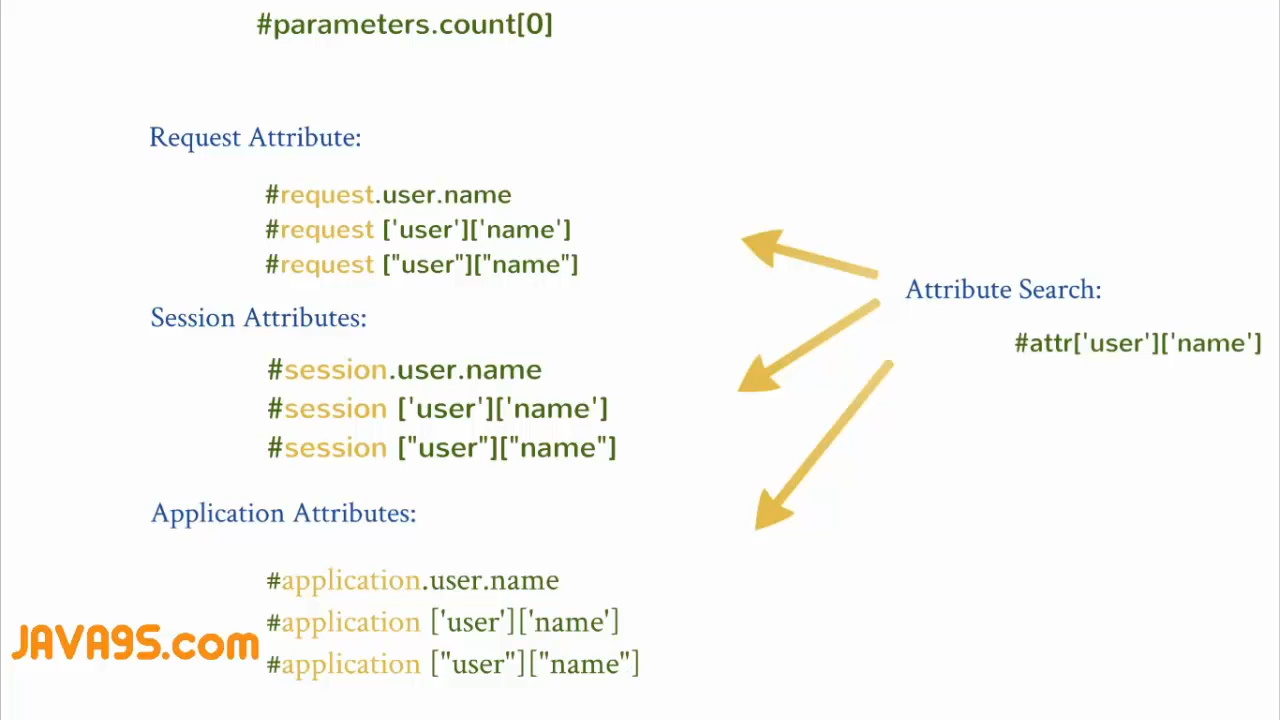 #parameters.count[0]
Request Attribute:
#request.user.name
#request ['user']['name']
#request ["user"]["name"]
Session Attributes:
#session.user.name
#session ['user']['name']
#session ["user"]["name"]
Application Attributes:
#application.user.name
#application ['user']['name']
#application ["user"]["name"]
Attribute Search:
#attr['user']['name']
JAVA9S.com